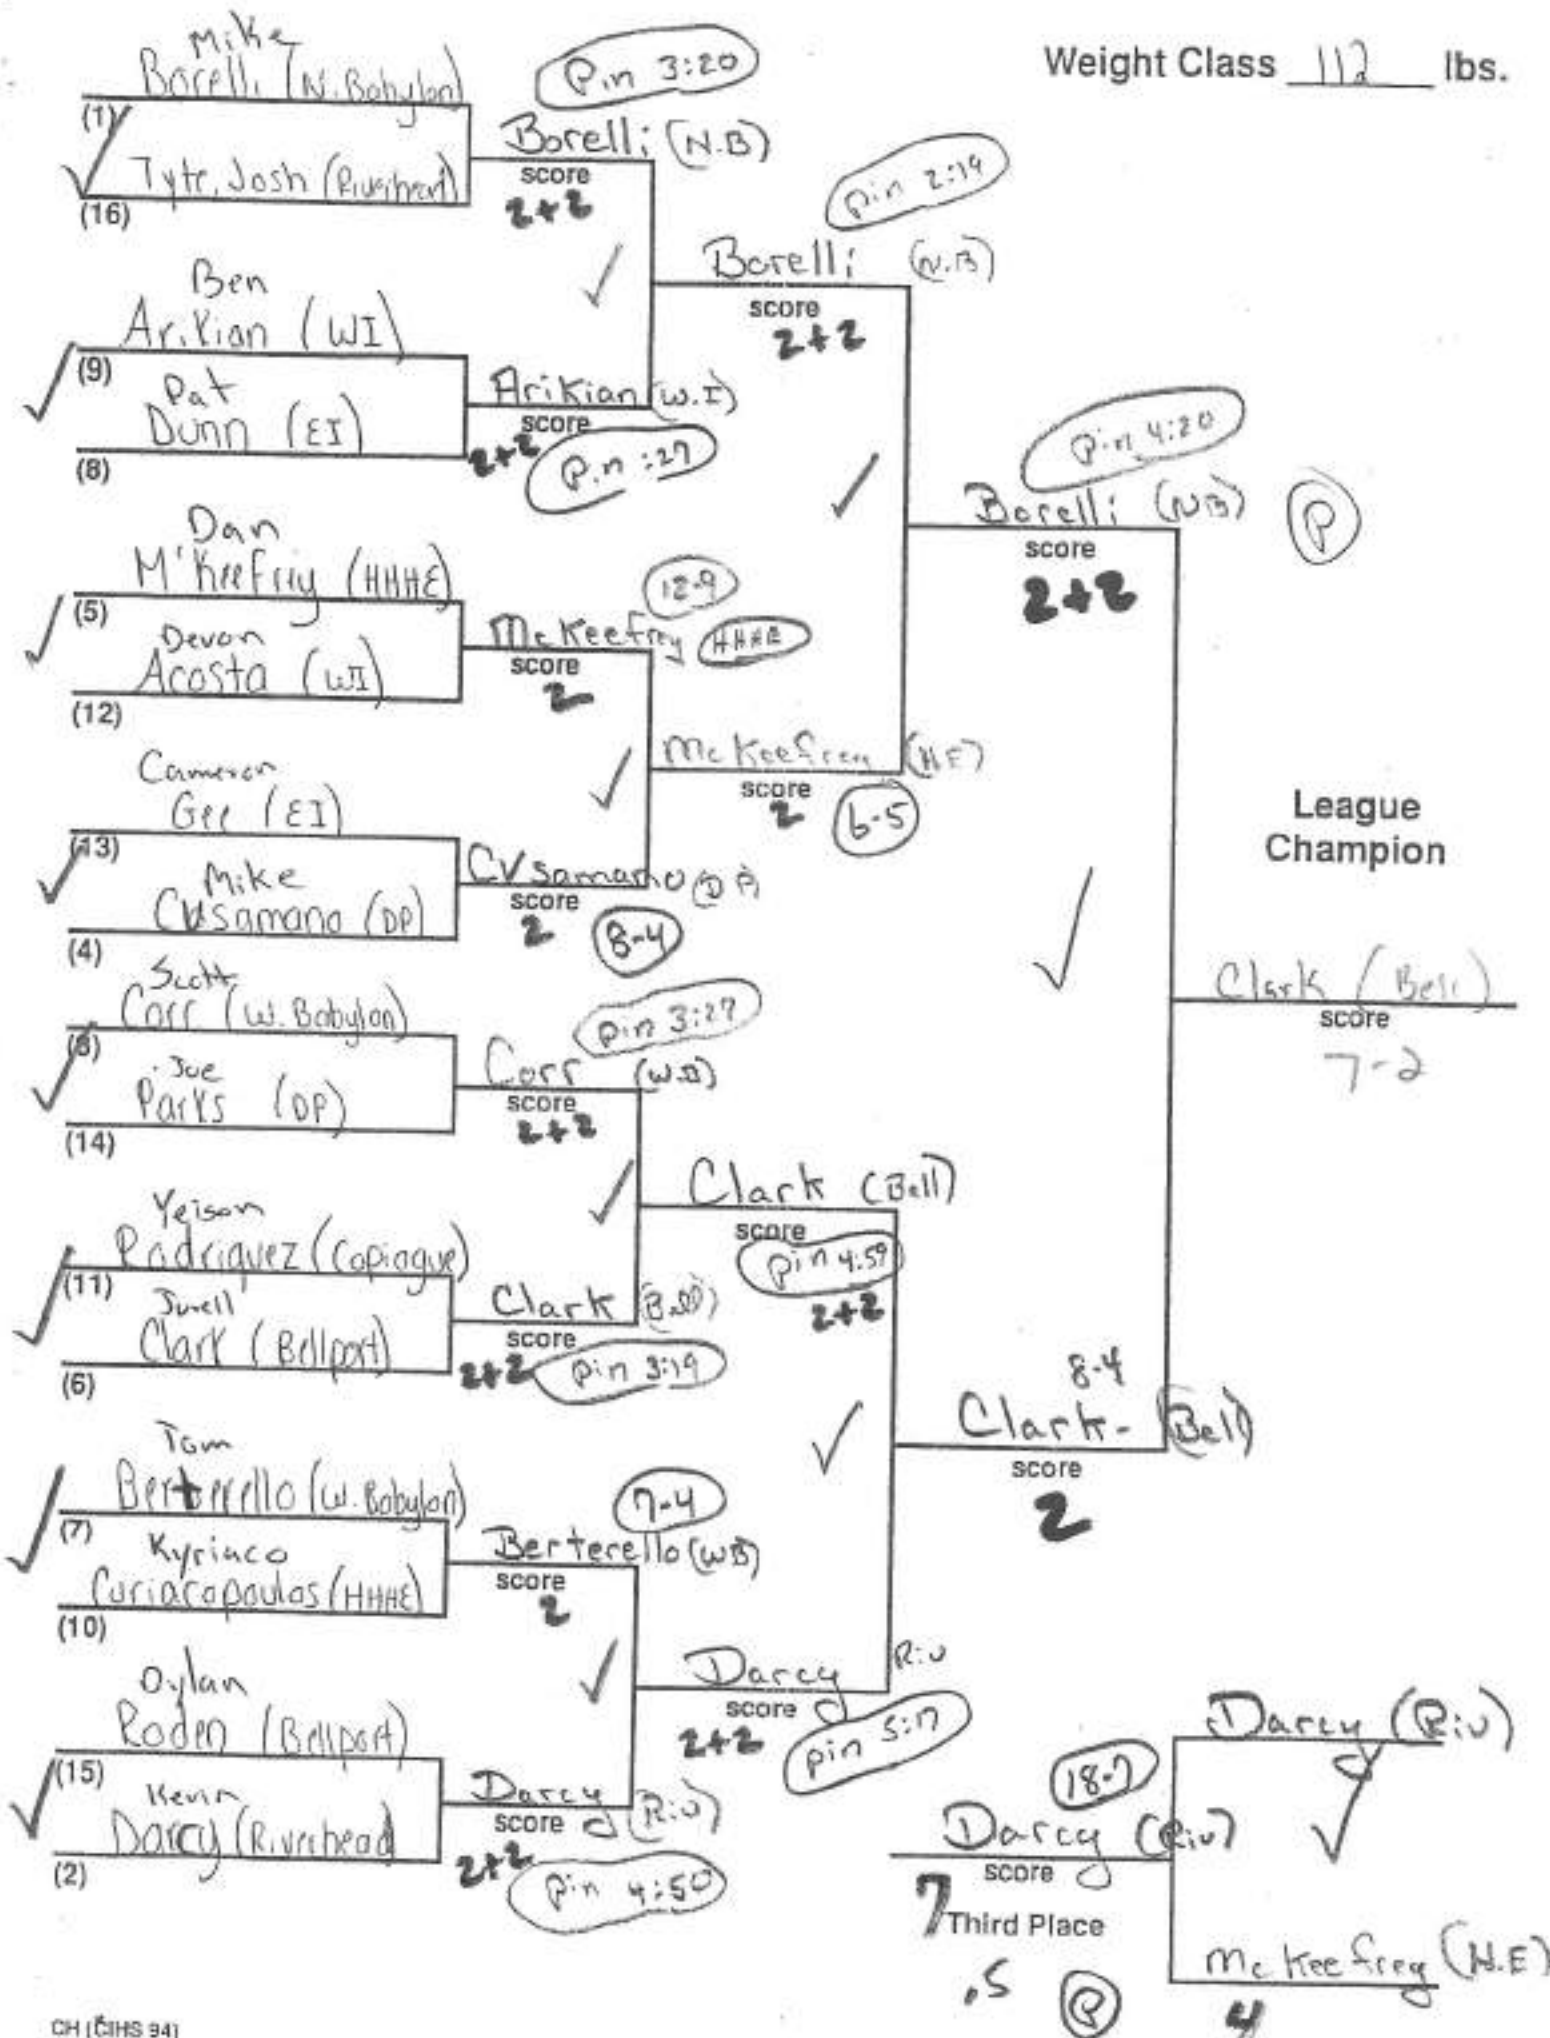 Weight Class 112 lbs.
Mike
Borelli (N. Babylon)
(1)
Tyte, Josh (Riverhead)
(16)
Pin 3:20
Borelli (N.B)
score
2+2
Ben
Arikian (WI)
(9)
Pat
Dunn (EI)
(8)
Arikian (W.I)
score
2+2
Pin :27
pin 2:19
Borelli (N.B)
score
2+2
Dan
M'Keefrey (HHHE)
(5)
Devon
Acosta (WI)
(12)
12-9
McKeefrey HHHE
score
2
Cameron
Gee (EI)
(13)
Mike
Cusamano (DP)
(4)
CVsamano (DP)
score
2
8-4
McKeefrey (HE)
score
2
6-5
Pin 4:20
Borelli (NB) P
score
2+2
Scott
Corr (W. Babylon)
Joe
Parks (DP)
(14)
pin 3:27
Corr (W.B)
score
2+2
Yeison
Rodriguez (Copiague)
(11)
Jurell
Clark (Bellport)
(6)
Clark (Bell)
score
2+2
Pin 3:19
Clark (Bell)
score
pin 4:59
2+2
Tom
Berterello (W. Babylon)
(7)
Kyriaco
Curiacopoulos (HHHE)
(10)
7-4
Berterello (WB)
score
2
Dylan
Roden (Bellport)
(15)
Kevin
Darcy (Riverhead)
(2)
Darcy (Riv)
score
2+2
Pin 4:50
Darcy Riv
score
2+2
pin 5:17
8-4
Clark - (Bell)
score
2
League
Champion
Clark (Bell)
score
7-2
Darcy (Riv)
18-7
Darcy (Riv)
score
7
Third Place
.5
P
McKeefrey (H.E)
4
CH (CIHS 94)